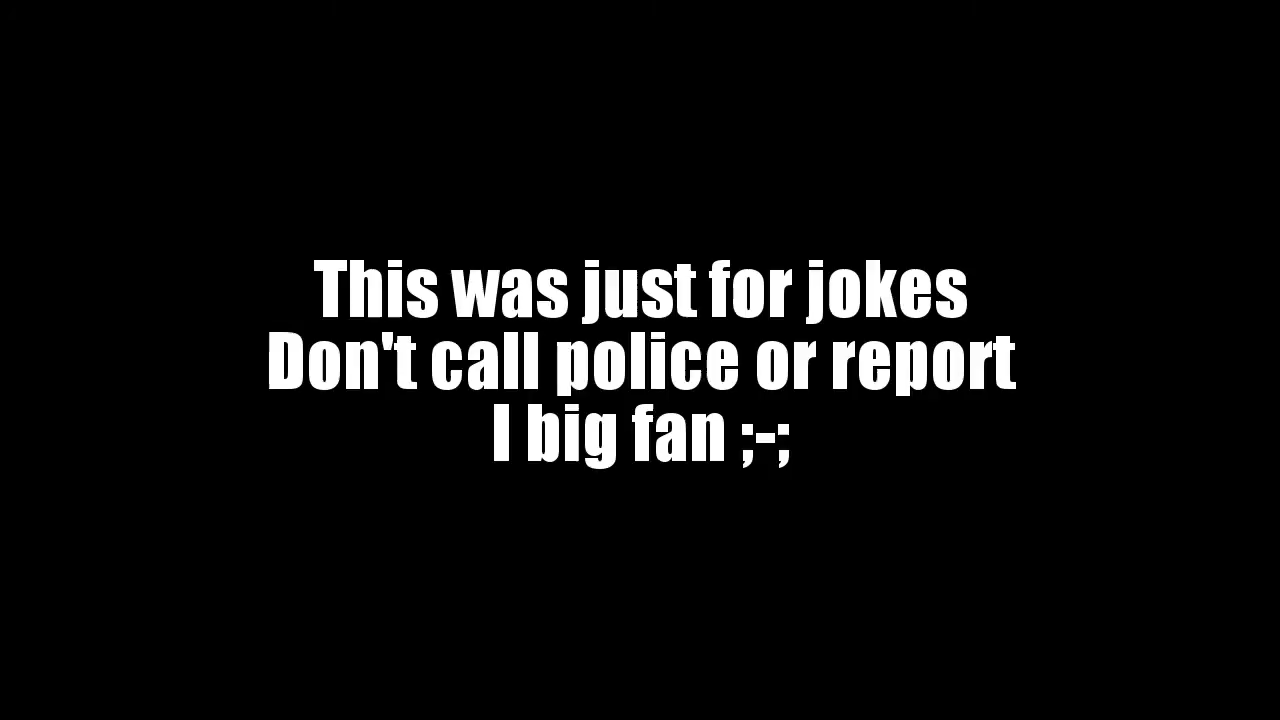 This was just for jokes
Don't call police or report
I big fan ;-;